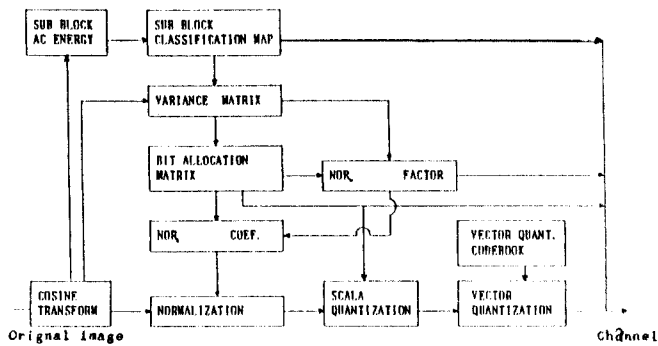 SUB BLOCK
AC ENERGY
SUB BLOCK
CLASSIFICATION MAP
VARIANCE MATRIX
BIT ALLOCATION
MATRIX
NOR. FACTOR
NOR. COEF.
VECTOR QUANT.
CODEBOOK
COSINE
TRANSFORM
NORMALIZATION
SCALA
QUANTIZATION
VECTOR
QUANTIZATION
Orignal image
Channel